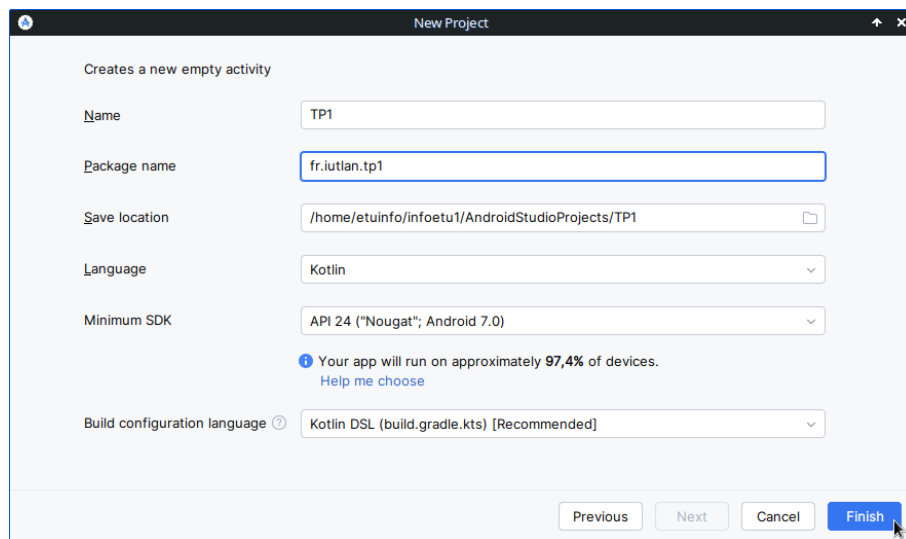 New Project
Creates a new empty activity
Name
TP1
Package name
fr.iutlan.tp1
Save location
/home/etuinfo/infoetu1/AndroidStudioProjects/TP1
Language
Kotlin
Minimum SDK
API 24 ("Nougat"; Android 7.0)
Your app will run on approximately 97,4% of devices.
Help me choose
Build configuration language ?
Kotlin DSL (build.gradle.kts) [Recommended]
Previous Next Cancel Finish